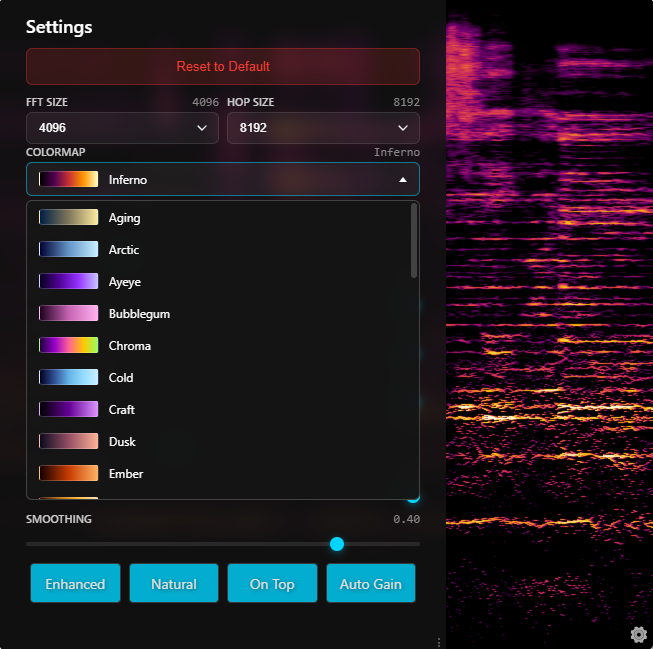 Settings
Reset to Default
FFT SIZE 4096 HOP SIZE 8192
4096 8192
COLORMAP Inferno
Inferno
Aging
Arctic
Ayeye
Bubblegum
Chroma
Cold
Craft
Dusk
Ember
SMOOTHING 0.40
Enhanced Natural On Top Auto Gain